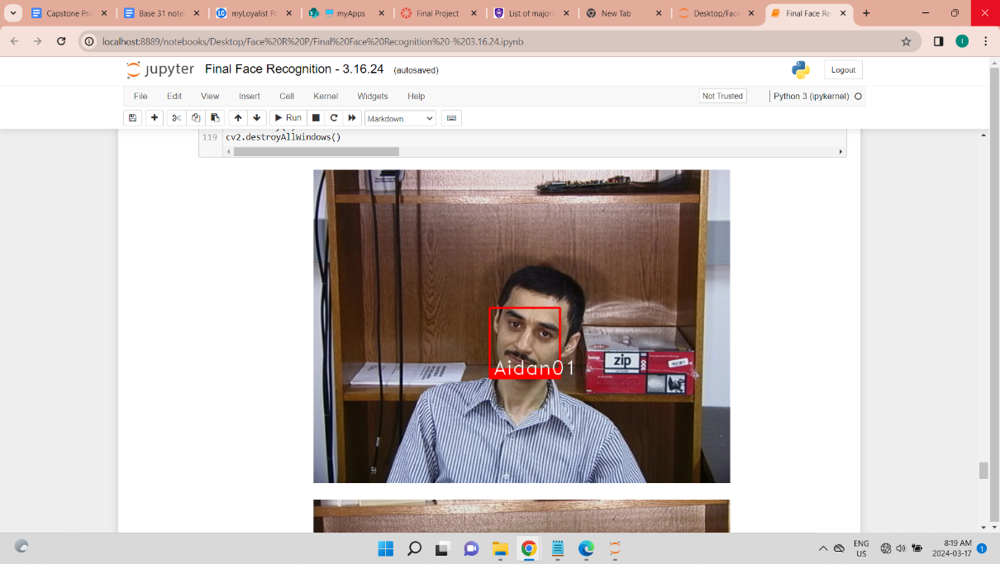 Capstone Pro
Base 31 note
myLoyalist Po
myApps
Final Project
List of majori
New Tab
Desktop/Face
Final Face Re
localhost:8889/notebooks/Desktop/Face%20R%20P/Final%20Face%20Recognition%20-%203.16.24.ipynb
jupyter Final Face Recognition - 3.16.24 (autosaved)
Logout
File Edit View Insert Cell Kernel Widgets Help
Not Trusted
Python 3 (ipykernel)
Run
Markdown
119 cv2.destroyAllWindows()
zip
100
Aidan01
ENG
US
8:19 AM
2024-03-17
1